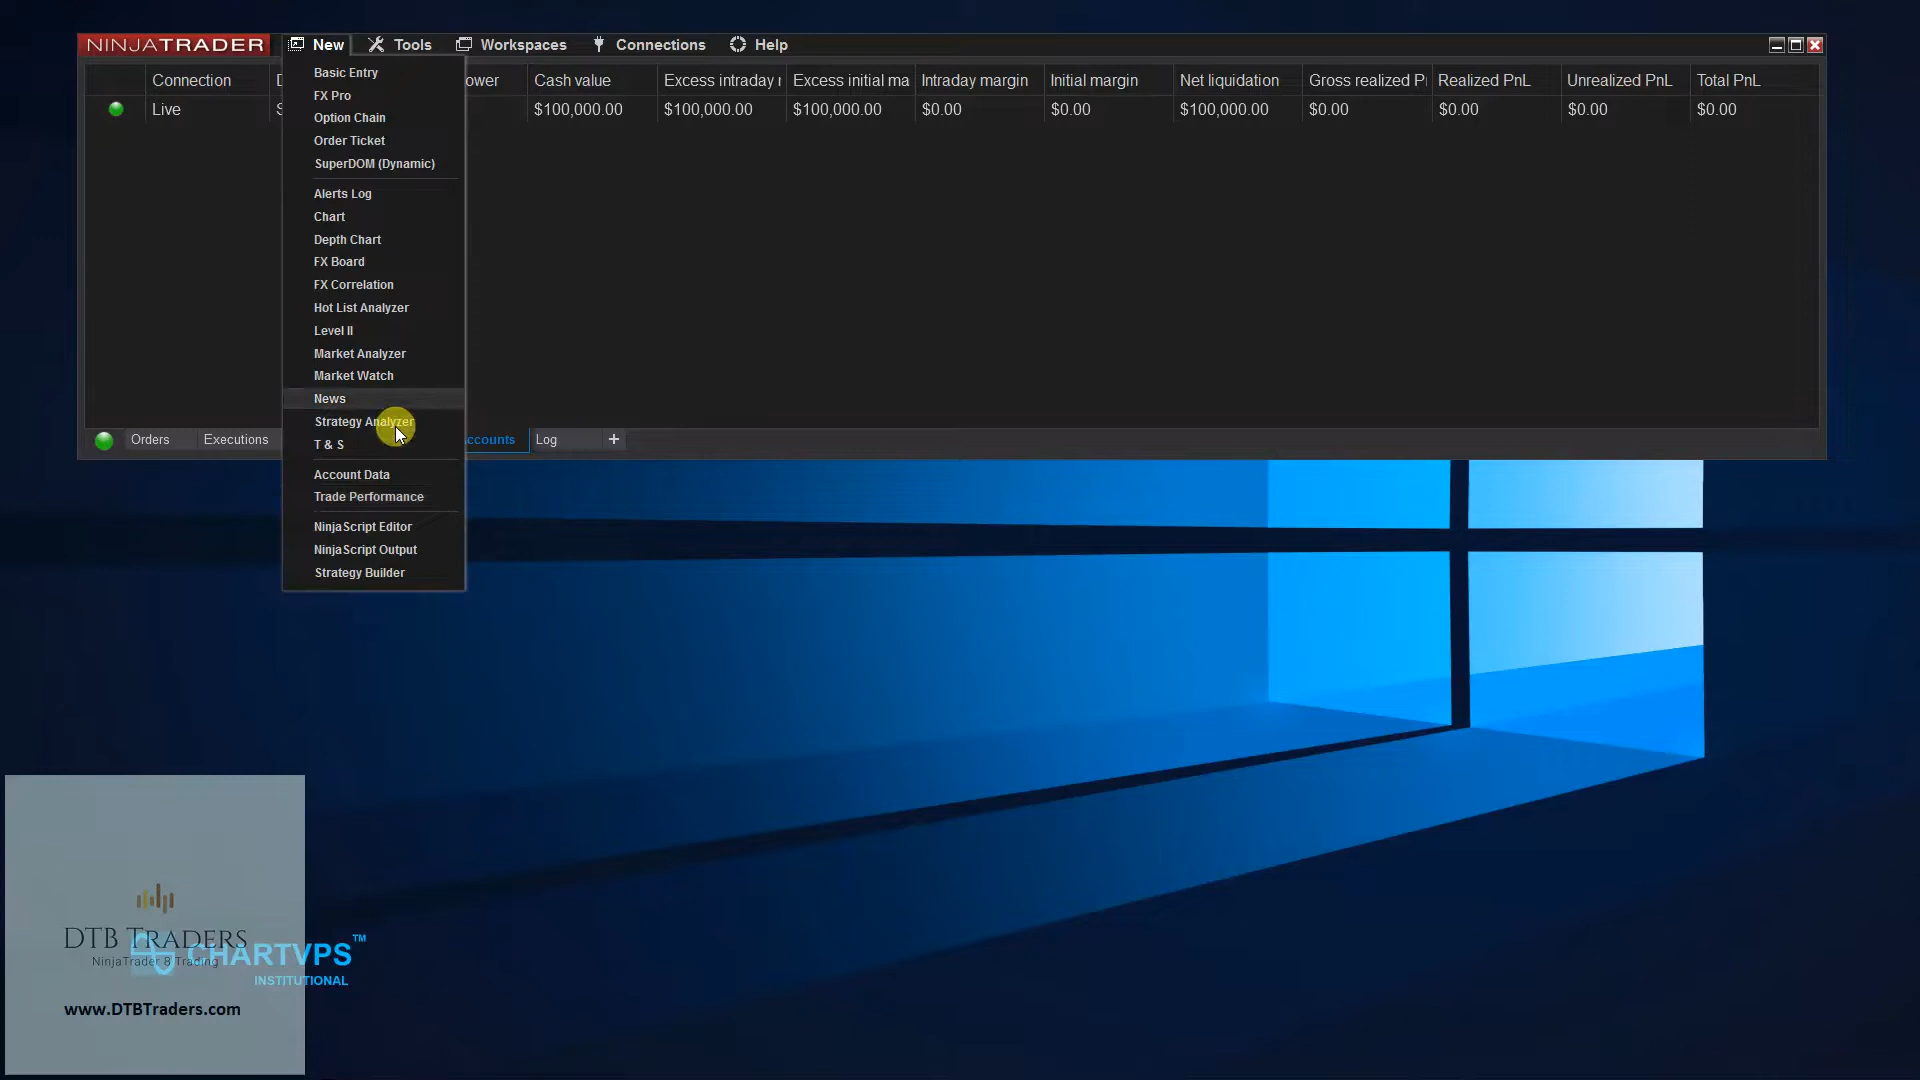 NINJATRADER New Tools Workspaces Connections Help
Connection Cash value Excess intraday Excess initial ma Intraday margin Initial margin Net liquidation Gross realized Realized PnL Unrealized PnL Total PnL
Live $100,000.00 $100,000.00 $100,000.00 $0.00 $0.00 $100,000.00 $0.00 $0.00 $0.00 $0.00
Basic Entry
FX Pro
Option Chain
Order Ticket
SuperDOM (Dynamic)
Alerts Log
Chart
Depth Chart
FX Board
FX Correlation
Hot List Analyzer
Level II
Market Analyzer
Market Watch
News
Strategy Analyzer
T & S
Account Data
Trade Performance
NinjaScript Editor
NinjaScript Output
Strategy Builder
Orders Executions ccounts Log +
DTB TRADERS
NinjaTrader 8 Trading
www.DTBTraders.com
CHARTVPS™
INSTITUTIONAL